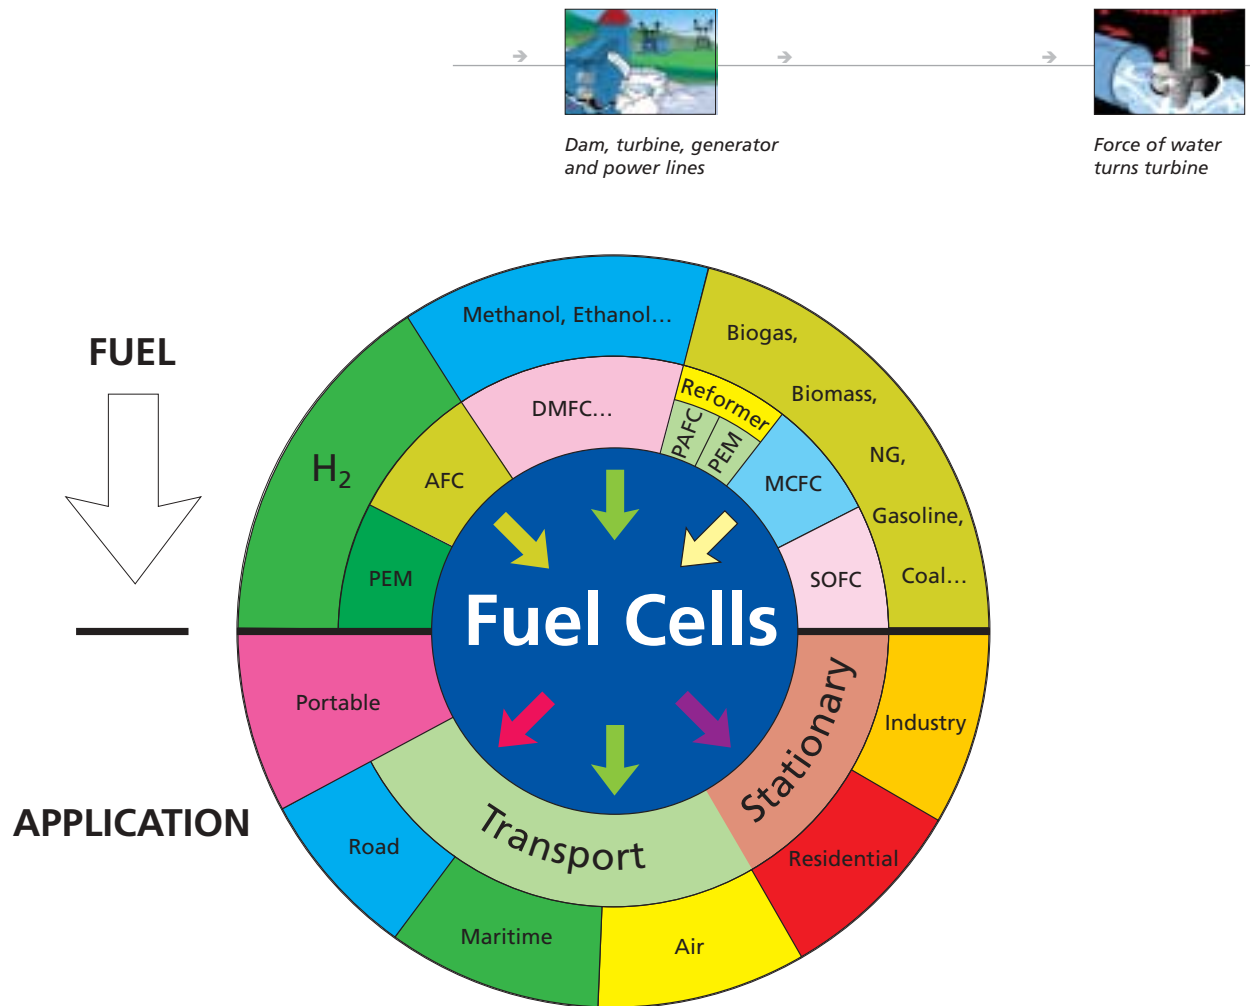 Dam, turbine, generator
and power lines
Force of water
turns turbine
FUEL
Methanol, Ethanol…
Biogas,
Biomass,
NG,
Gasoline,
Coal…
H₂
DMFC…
Reformer
PAFC
PEM
AFC
MCFC
PEM
SOFC
Fuel Cells
APPLICATION
Portable
Transport
Stationary
Industry
Road
Residential
Maritime
Air